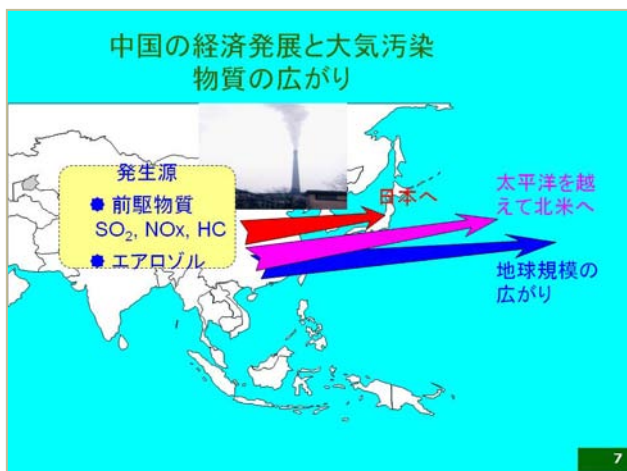 中国の経済発展と大気汚染
物質の広がり
発生源
前駆物質
SO₂, NOx, HC
エアロゾル
日本へ
太平洋を越
えて北米へ
地球規模の
広がり
7